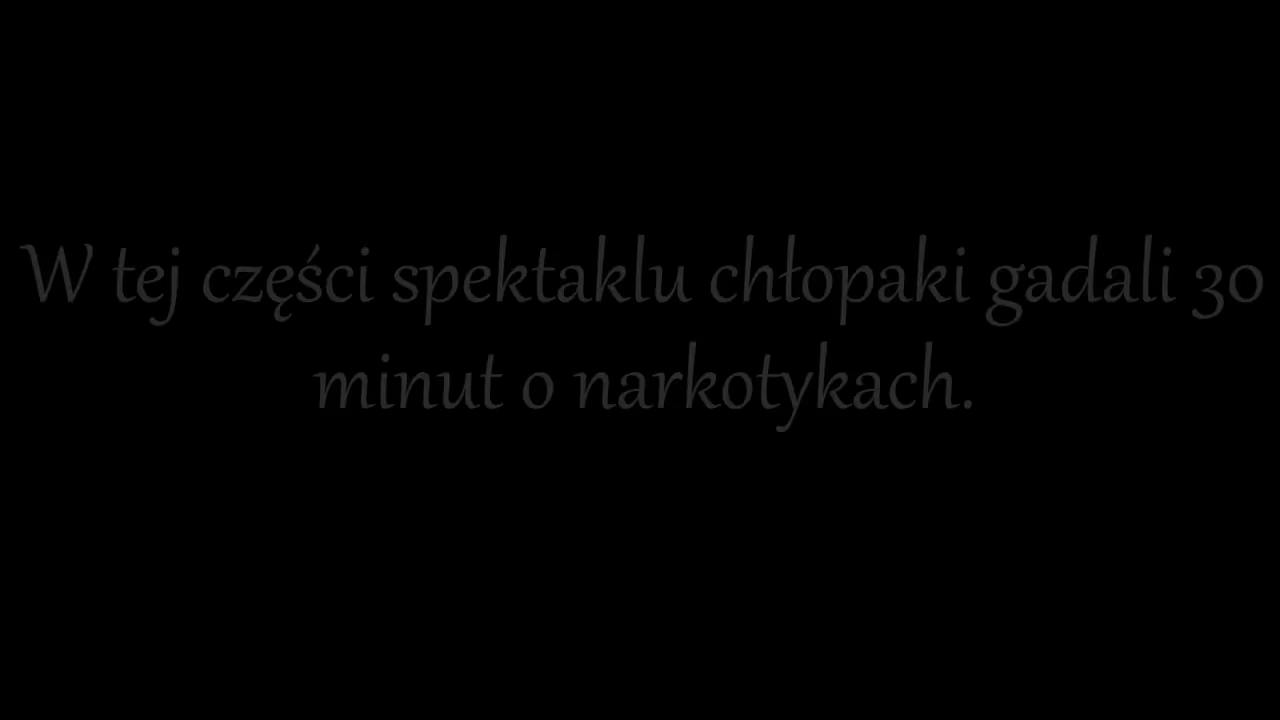 W tej części spektaklu chłopaki gadali 30
minut o narkotykach.